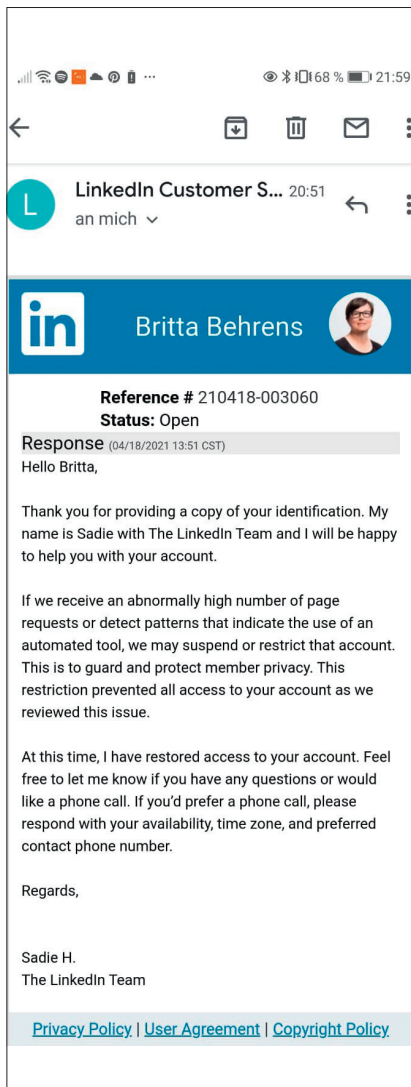 68 % 21:59
L
LinkedIn Customer S... 20:51
an mich
in Britta Behrens
Reference # 210418-003060
Status: Open
Response (04/18/2021 13:51 CST)
Hello Britta,
Thank you for providing a copy of your identification. My
name is Sadie with The LinkedIn Team and I will be happy
to help you with your account.
If we receive an abnormally high number of page
requests or detect patterns that indicate the use of an
automated tool, we may suspend or restrict that account.
This is to guard and protect member privacy. This
restriction prevented all access to your account as we
reviewed this issue.
At this time, I have restored access to your account. Feel
free to let me know if you have any questions or would
like a phone call. If you’d prefer a phone call, please
respond with your availability, time zone, and preferred
contact phone number.
Regards,
Sadie H.
The LinkedIn Team
Privacy Policy | User Agreement | Copyright Policy